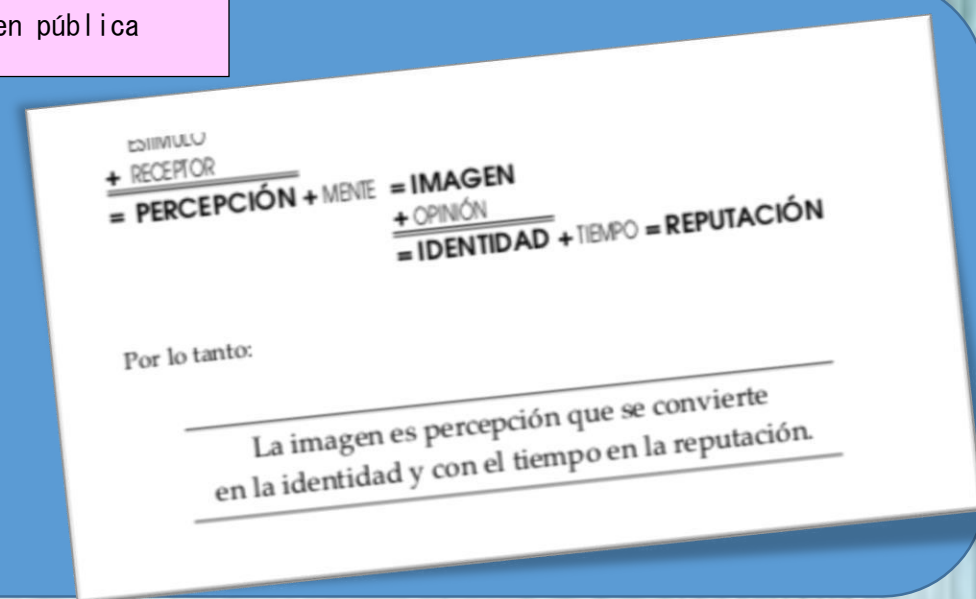 en pública
ESTÍMULO
+ RECEPTOR
= PERCEPCIÓN + MENTE = IMAGEN
+ OPINIÓN
= IDENTIDAD + TIEMPO = REPUTACIÓN
Por lo tanto:
La imagen es percepción que se convierte
en la identidad y con el tiempo en la reputación.